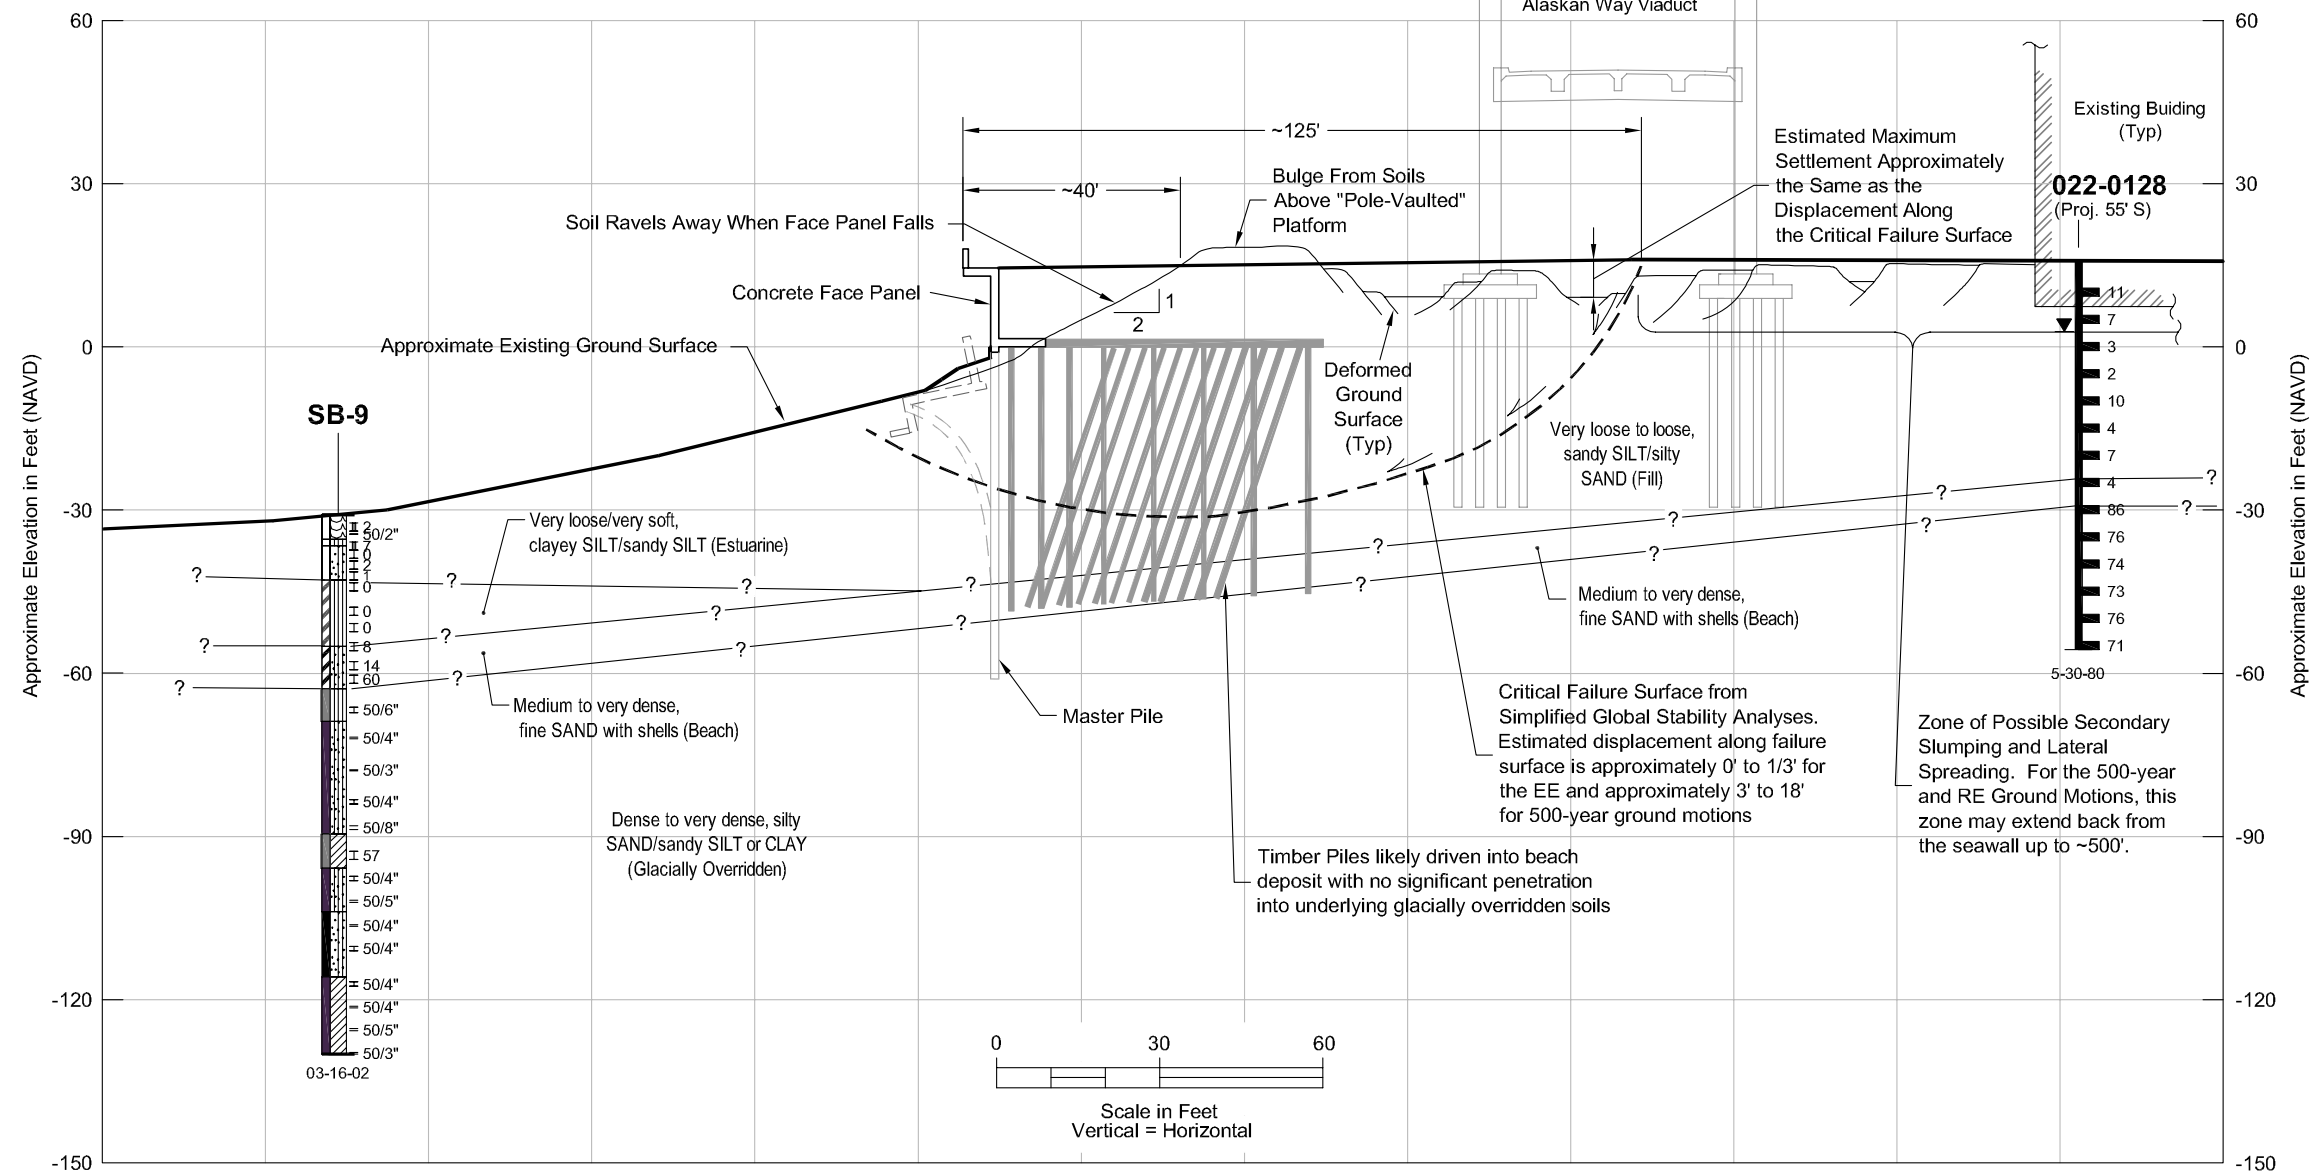 Alaskan Way Viaduct
60
60
~125'
Existing Buiding
(Typ)
Estimated Maximum
Settlement Approximately
the Same as the
Displacement Along
the Critical Failure Surface
Bulge From Soils
Above "Pole-Vaulted"
Platform
30
30
~40'
022-0128
(Proj. 55' S)
Soil Ravels Away When Face Panel Falls
Concrete Face Panel
1
2
Approximate Existing Ground Surface
0
0
11
7
3
2
10
4
7
4
86
76
74
73
76
71
5-30-80
Deformed
Ground
Surface
(Typ)
Very loose to loose,
sandy SILT/silty
SAND (Fill)
Approximate Elevation in Feet (NAVD)
Approximate Elevation in Feet (NAVD)
SB-9
-30
-30
2
50/2"
7
0
2
1
0
0
0
8
14
60
50/6"
50/4"
50/3"
50/4"
50/8"
57
50/4"
50/5"
50/4"
50/4"
50/4"
50/4"
50/5"
50/3"
03-16-02
Very loose/very soft,
clayey SILT/sandy SILT (Estuarine)
? ? ? ? ?
? ? ? ? ? ? ?
? ? ? ? ? ? ? ?
Medium to very dense,
fine SAND with shells (Beach)
-60
-60
Medium to very dense,
fine SAND with shells (Beach)
Master Pile
Critical Failure Surface from
Simplified Global Stability Analyses.
Estimated displacement along failure
surface is approximately 0' to 1/3' for
the EE and approximately 3' to 18'
for 500-year ground motions
Zone of Possible Secondary
Slumping and Lateral
Spreading. For the 500-year
and RE Ground Motions, this
zone may extend back from
the seawall up to ~500'.
Dense to very dense, silty
SAND/sandy SILT or CLAY
(Glacially Overridden)
-90
-90
Timber Piles likely driven into beach
deposit with no significant penetration
into underlying glacially overridden soils
-120
-120
0 30 60
Scale in Feet
Vertical = Horizontal
-150
-150